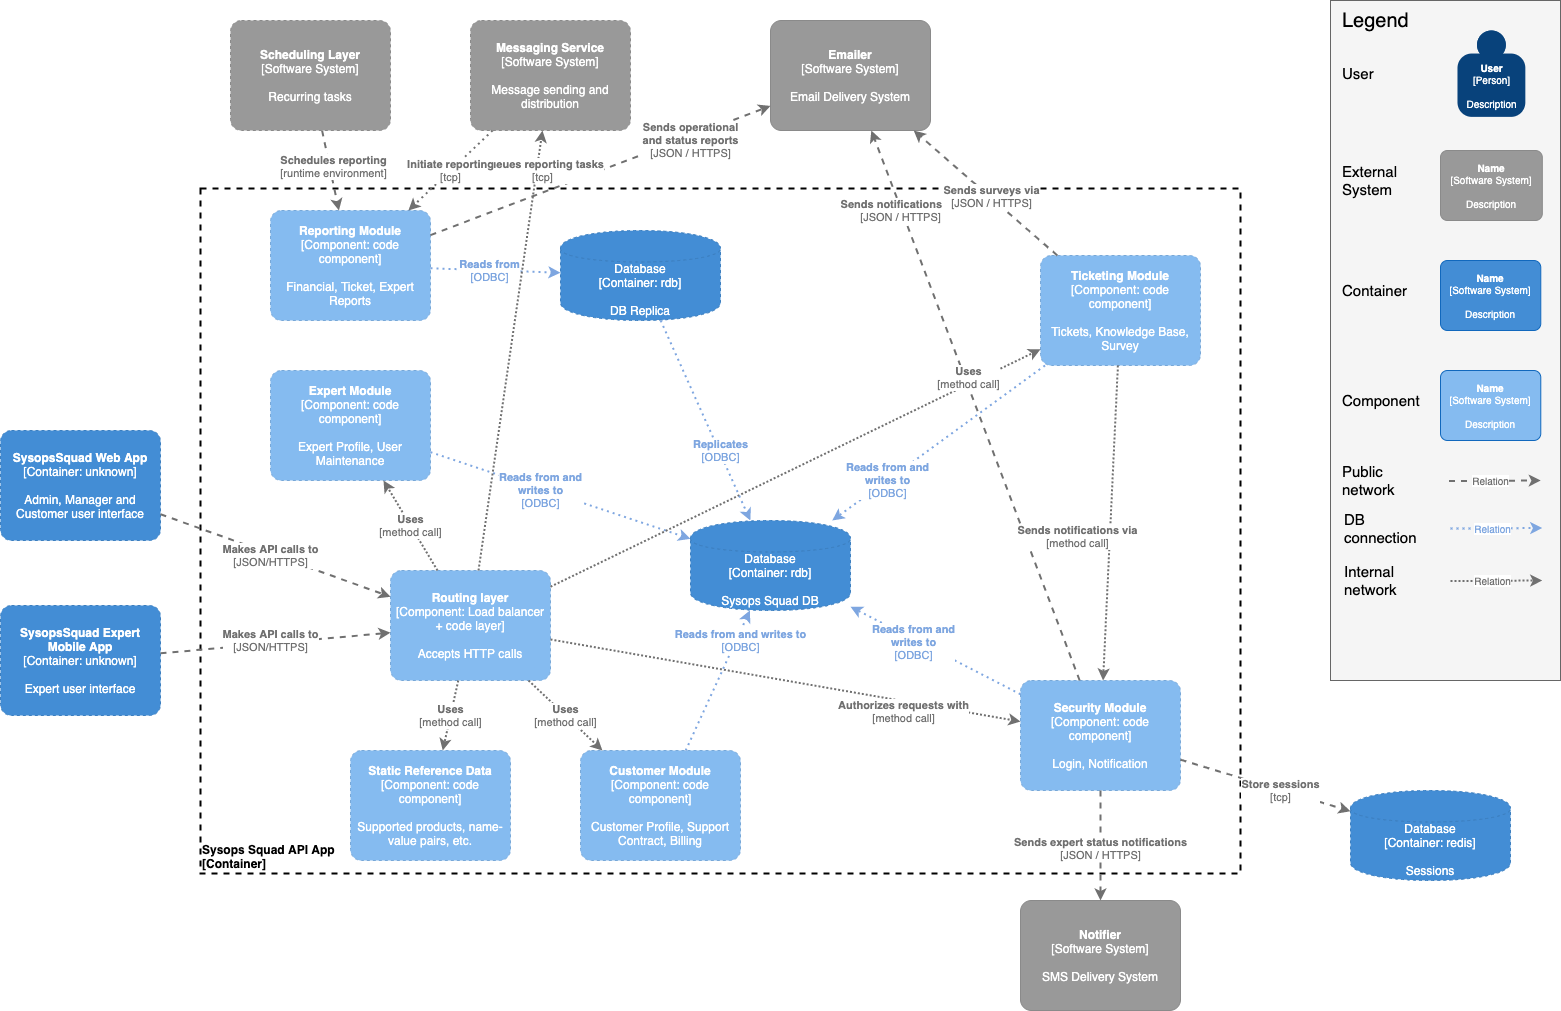 Scheduling Layer
[Software System]
Recurring tasks
Messaging Service
[Software System]
Message sending and
distribution
Emailer
[Software System]
Email Delivery System
Schedules reporting
[runtime environment]
Initiate reporting
[tcp]
eues reporting tasks
[tcp]
Sends operational
and status reports
[JSON / HTTPS]
Sends notifications
[JSON / HTTPS]
Sends surveys via
[JSON / HTTPS]
Reporting Module
[Component: code
component]
Financial, Ticket, Expert
Reports
Reads from
[ODBC]
Database
[Container: rdb]
DB Replica
Ticketing Module
[Component: code
component]
Tickets, Knowledge Base,
Survey
Expert Module
[Component: code
component]
Expert Profile, User
Maintenance
Uses
[method call]
Replicates
[ODBC]
Reads from and
writes to
[ODBC]
Reads from and
writes to
[ODBC]
SysopsSquad Web App
[Container: unknown]
Admin, Manager and
Customer user interface
Uses
[method call]
Sends notifications via
[method call]
Makes API calls to
[JSON/HTTPS]
Database
[Container: rdb]
Sysops Squad DB
Routing layer
[Component: Load balancer
+ code layer]
Accepts HTTP calls
SysopsSquad Expert
Mobile App
[Container: unknown]
Expert user interface
Makes API calls to
[JSON/HTTPS]
Reads from and writes to
[ODBC]
Reads from and
writes to
[ODBC]
Uses
[method call]
Uses
[method call]
Authorizes requests with
[method call]
Security Module
[Component: code
component]
Login, Notification
Static Reference Data
[Component: code
component]
Supported products, name-
value pairs, etc.
Customer Module
[Component: code
component]
Customer Profile, Support
Contract, Billing
Store sessions
[tcp]
Database
[Container: redis]
Sessions
Sends expert status notifications
[JSON / HTTPS]
Sysops Squad API App
[Container]
Notifier
[Software System]
SMS Delivery System
Legend
User
User
[Person]
Description
External
System
Name
[Software System]
Description
Container
Name
[Software System]
Description
Component
Name
[Software System]
Description
Public
network
Relation
DB
connection
Relation
Internal
network
Relation